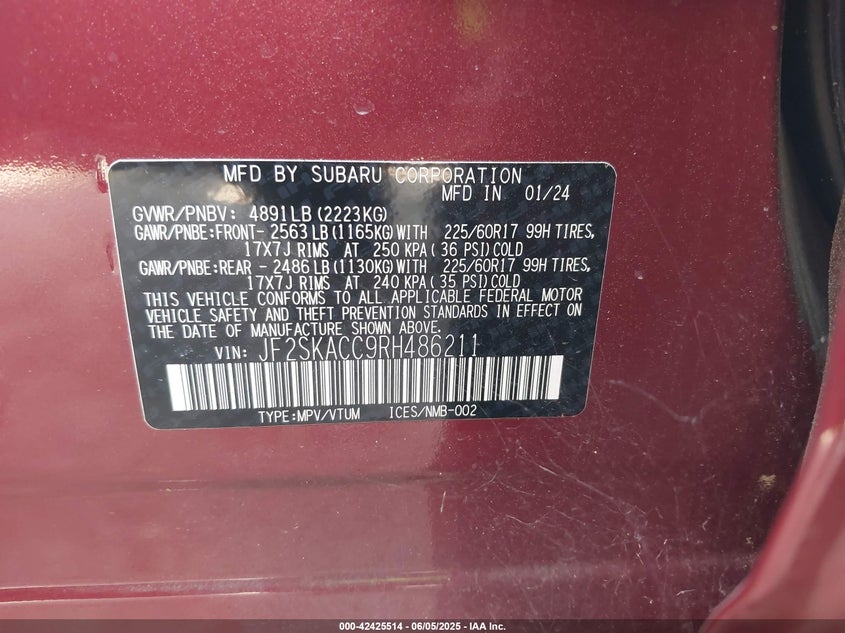 MFD BY SUBARU CORPORATION
MFD IN 01/24
GVWR/PNBV: 4891LB(2223KG)
GAWR/PNBE:FRONT- 2563LB(1165KG)WITH 225/60R17 99H TIRES,
17X7J RIMS AT 250 KPA( 36 PSI)COLD
GAWR/PNBE:REAR - 2486LB(1130KG)WITH 225/60R17 99H TIRES,
17X7J RIMS AT 240 KPA( 35 PSI)COLD
THIS VEHICLE CONFORMS TO ALL APPLICABLE FEDERAL MOTOR
VEHICLE SAFETY AND THEFT PREVENTION STANDARDS IN EFFECT
ON THE DATE OF MANUFACTURE SHOWN ABOVE.
VIN: JF2SKACC9RH486211
TYPE:MPV/VTUM ICES/NMB-002
000-42425514 - 06/05/2025 - IAA Inc.